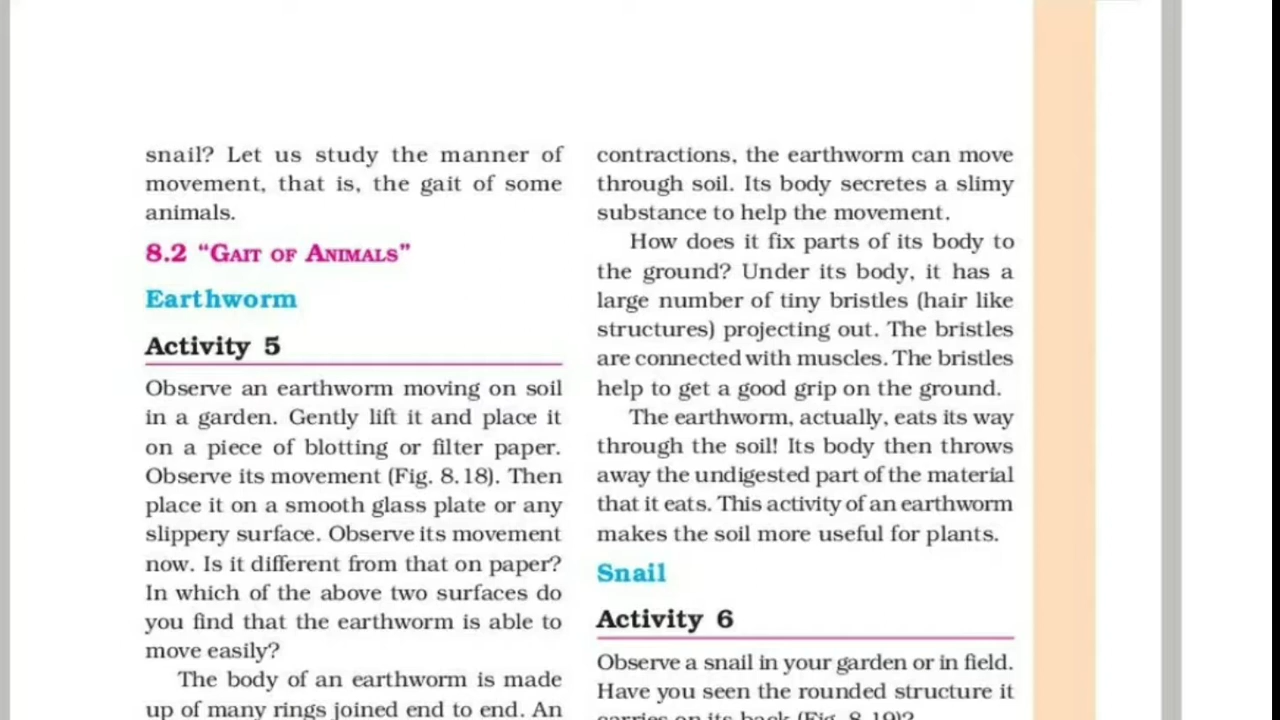 snail? Let us study the manner of
movement, that is, the gait of some
animals.
8.2 “GAIT OF ANIMALS”
Earthworm
Activity 5
Observe an earthworm moving on soil
in a garden. Gently lift it and place it
on a piece of blotting or filter paper.
Observe its movement (Fig. 8.18). Then
place it on a smooth glass plate or any
slippery surface. Observe its movement
now. Is it different from that on paper?
In which of the above two surfaces do
you find that the earthworm is able to
move easily?
The body of an earthworm is made
up of many rings joined end to end. An
contractions, the earthworm can move
through soil. Its body secretes a slimy
substance to help the movement.
How does it fix parts of its body to
the ground? Under its body, it has a
large number of tiny bristles (hair like
structures) projecting out. The bristles
are connected with muscles. The bristles
help to get a good grip on the ground.
The earthworm, actually, eats its way
through the soil! Its body then throws
away the undigested part of the material
that it eats. This activity of an earthworm
makes the soil more useful for plants.
Snail
Activity 6
Observe a snail in your garden or in field.
Have you seen the rounded structure it
carries on its back (Fig. 8.19)?